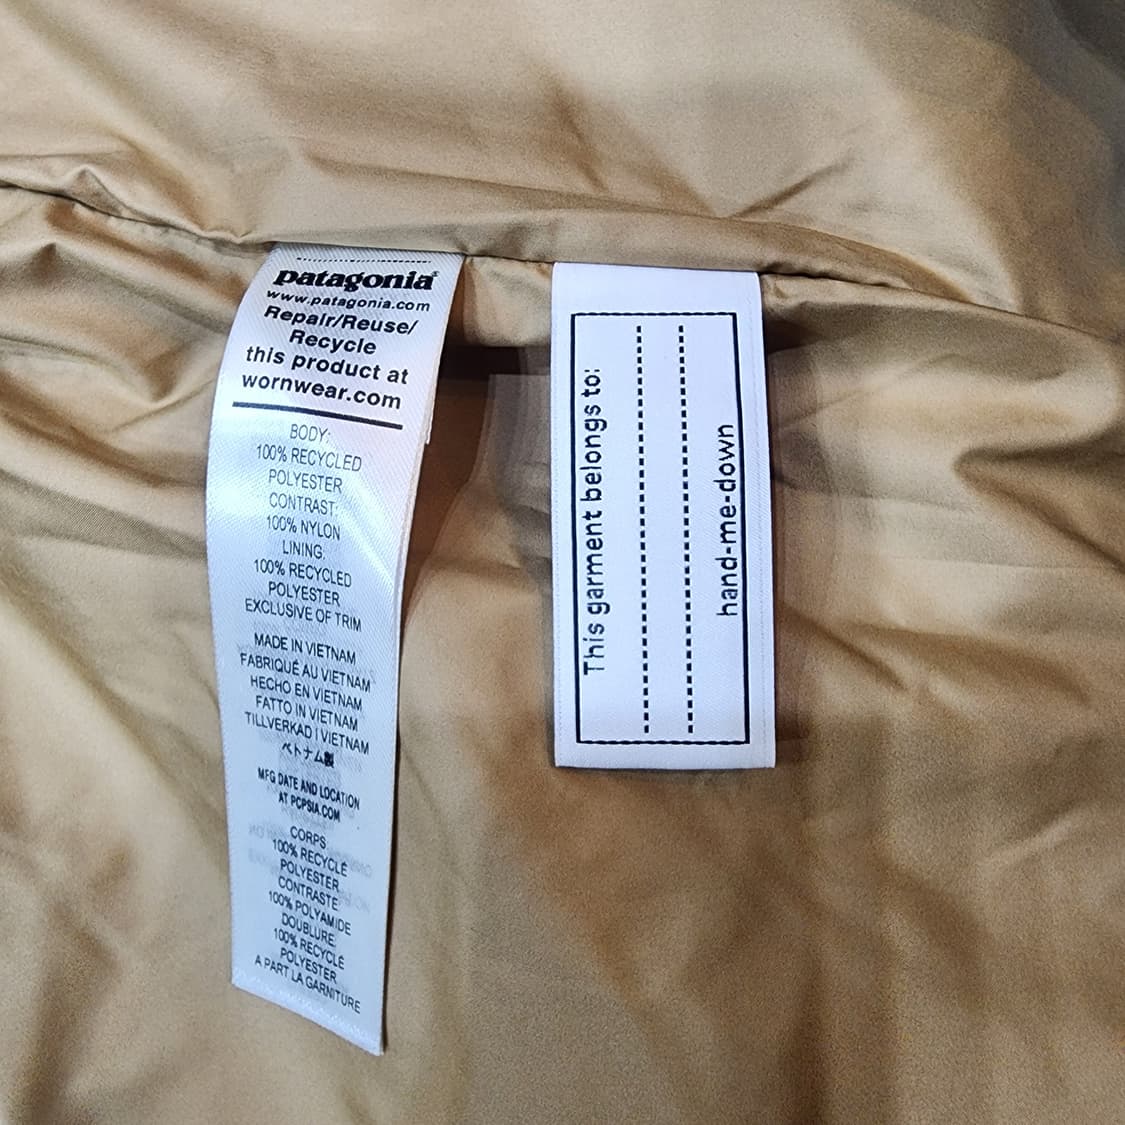 patagonia®
www.patagonia.com
Repair/Reuse/
Recycle
this product at
wornwear.com
BODY:
100% RECYCLED
POLYESTER
CONTRAST:
100% NYLON
LINING:
100% RECYCLED
POLYESTER
EXCLUSIVE OF TRIM
MADE IN VIETNAM
FABRIQUÉ AU VIETNAM
HECHO EN VIETNAM
FATTO IN VIETNAM
TILLVERKAD I VIETNAM
ベトナム製
MFG DATE AND LOCATION
AT PCPSIA.COM
CORPS
100% RECYCLÉ
POLYESTER
CONTRASTE
100% POLYAMIDE
DOUBLURE:
100% RECYCLÉ
POLYESTER
A PART LA GARNITURE
This garment belongs to:
hand-me-down